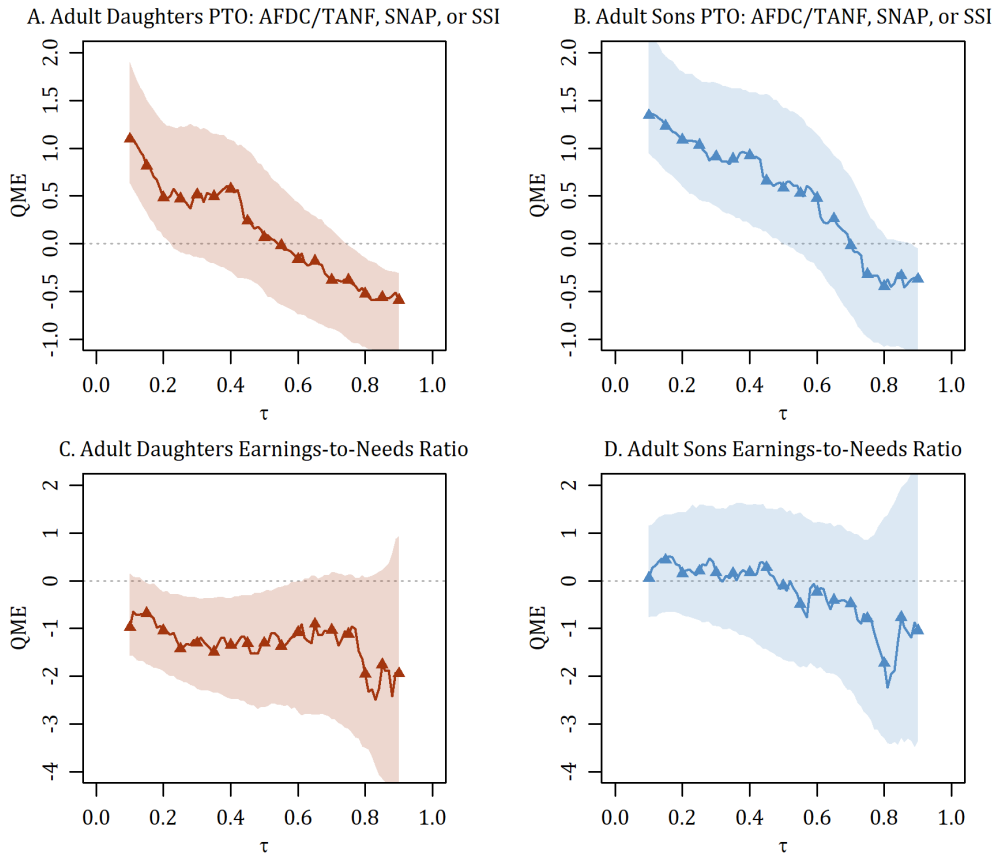 A. Adult Daughters PTO: AFDC/TANF, SNAP, or SSI
QME
2.0
1.5
1.0
0.5
0.0
-0.5
-1.0
0.0 0.2 0.4 0.6 0.8 1.0
τ
B. Adult Sons PTO: AFDC/TANF, SNAP, or SSI
QME
2.0
1.5
1.0
0.5
0.0
-0.5
-1.0
0.0 0.2 0.4 0.6 0.8 1.0
τ
C. Adult Daughters Earnings-to-Needs Ratio
QME
2
1
0
-1
-2
-3
-4
0.0 0.2 0.4 0.6 0.8 1.0
τ
D. Adult Sons Earnings-to-Needs Ratio
QME
2
1
0
-1
-2
-3
-4
0.0 0.2 0.4 0.6 0.8 1.0
τ